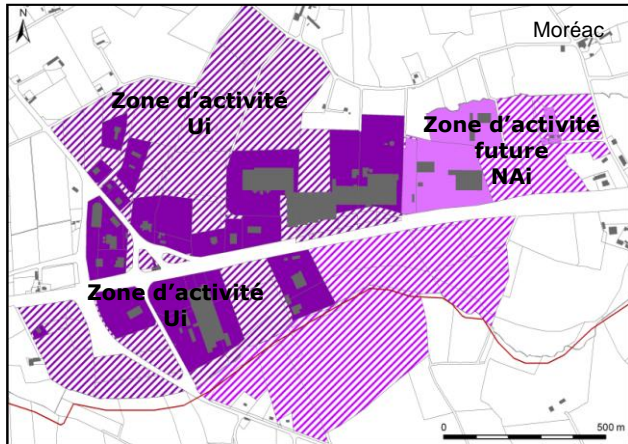 N
Moréac
Zone d'activité
Ui
Zone d'activité
future
NAi
Zone d'activité
Ui
0 500 m